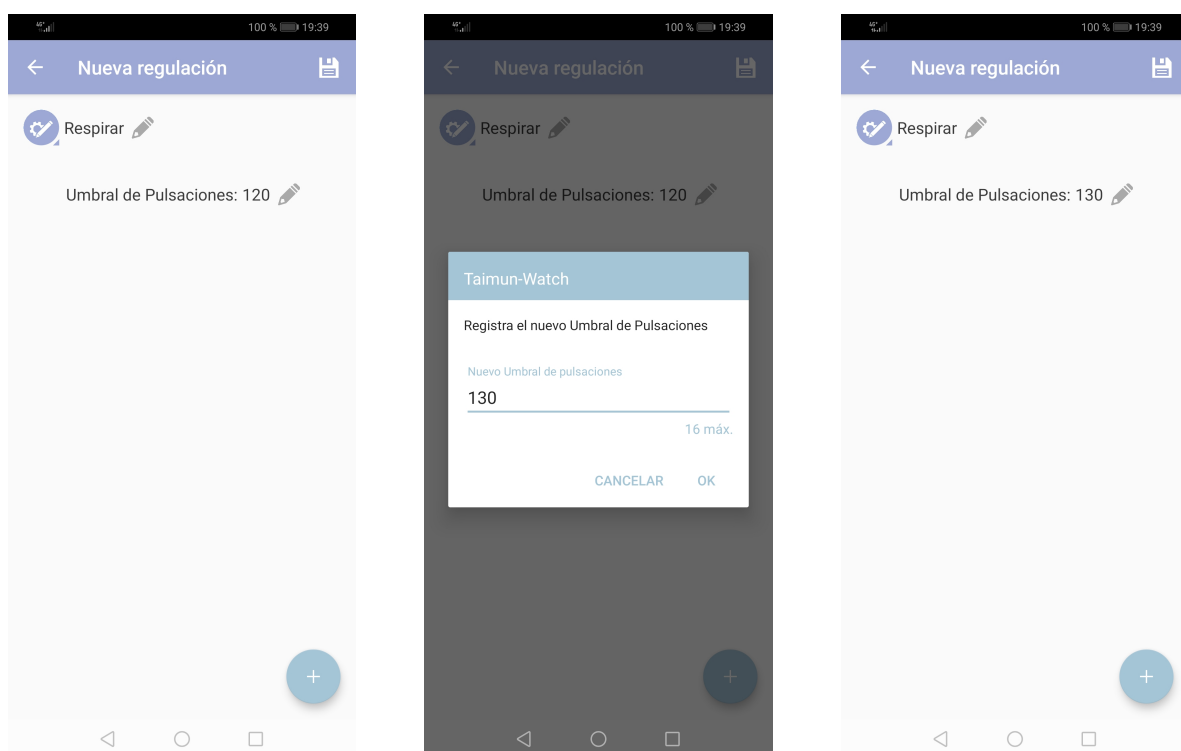 100 % 19:39
Nueva regulación
Respirar
Umbral de Pulsaciones: 120
+
100 % 19:39
Nueva regulación
Respirar
Umbral de Pulsaciones: 120
Taimun-Watch
Registra el nuevo Umbral de Pulsaciones
Nuevo Umbral de pulsaciones
130
16 máx.
CANCELAR OK
+
100 % 19:39
Nueva regulación
Respirar
Umbral de Pulsaciones: 130
+